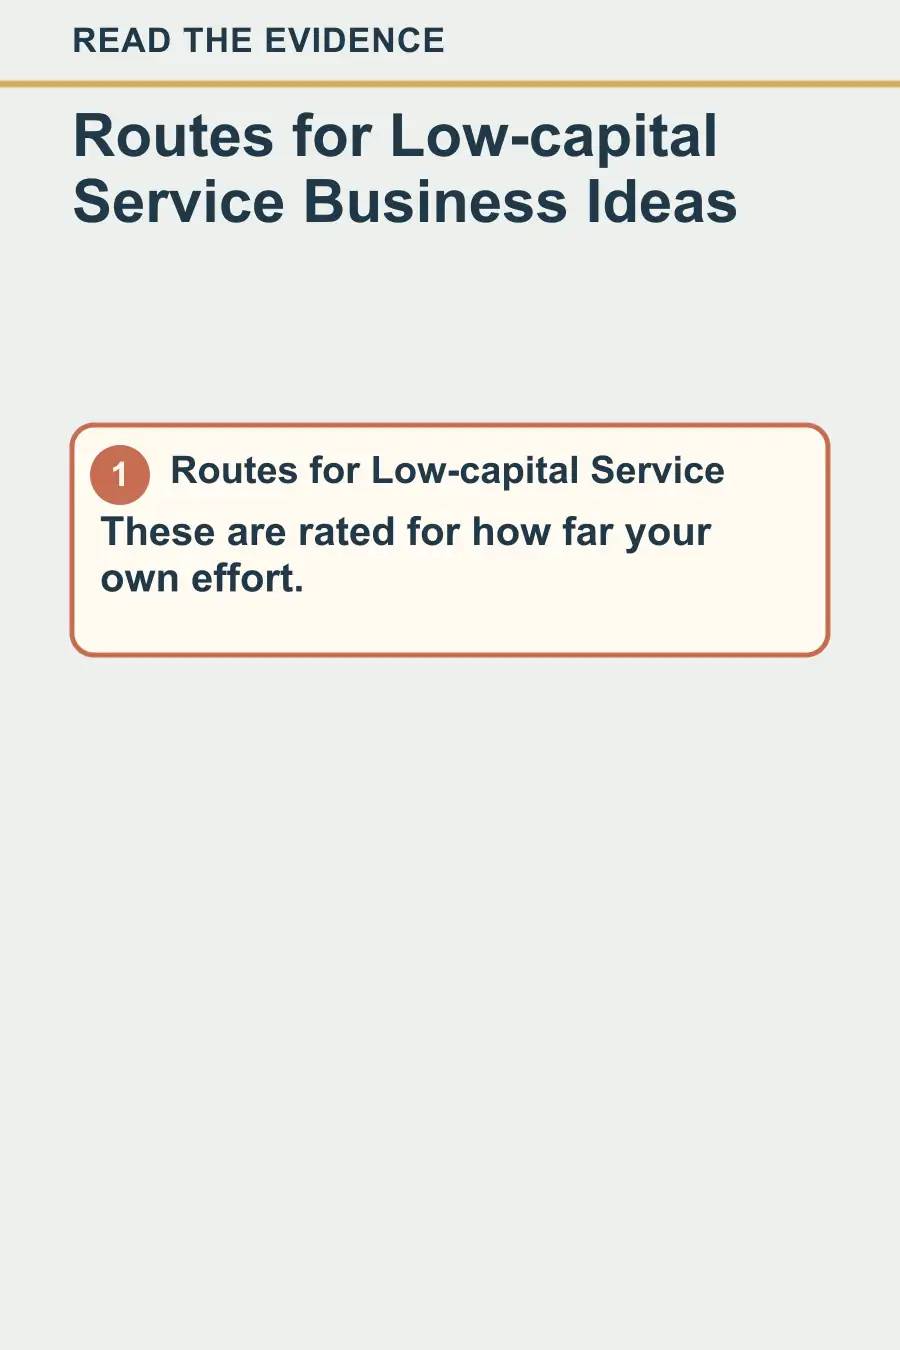 READ THE EVIDENCE
Routes for Low-capital
Service Business Ideas
1 Routes for Low-capital Service
These are rated for how far your
own effort.